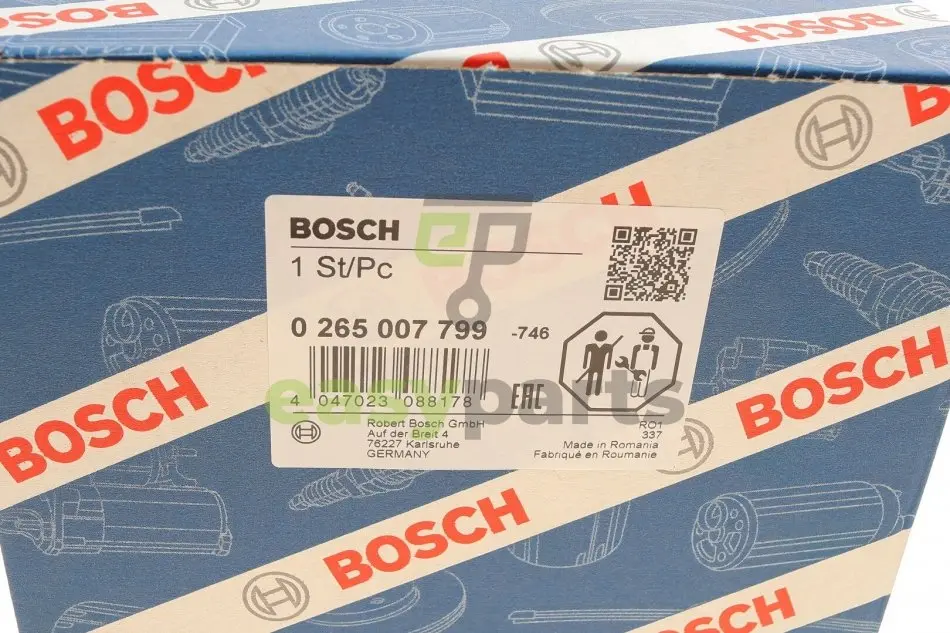 BOSCH
BOSCH
BOSCH
BOSCH
BOSCH
1 St/Pc
ep
0 265 007 799 -746
easyparts
4 047023 088178
EAC
Robert Bosch GmbH
Auf der Breit 4
76227 Karlsruhe
GERMANY
RO1
337
Made in Romania
Fabriqué en Roumanie
BOSCH
BOSCH
BOSCH
BOSCH